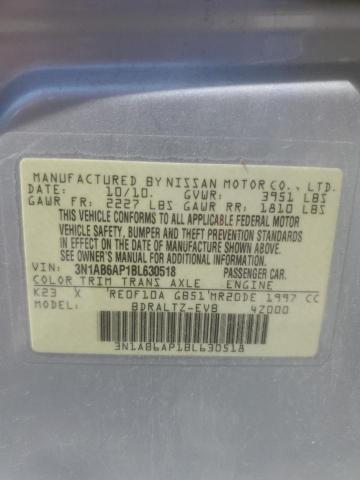 MANUFACTURED BY NISSAN MOTOR CO., LTD.
DATE: 10/10. GVWR: 3951 LBS
GAWR FR: 2227 LBS GAWR RR: 1810 LBS
THIS VEHICLE CONFORMS TO ALL APPLICABLE FEDERAL MOTOR
VEHICLE SAFETY, BUMPER AND THEFT PREVENTION STANDARDS
IN EFFECT ON THE DATE OF MANUFACTURE SHOWN ABOVE.
SEE OWNER'S MANUAL FOR ADDITIONAL INFORMATION
VIN: 3N1AB6AP1BL630518 PASSENGER CAR.
COLOR TRIM TRANS AXLE ENGINE
K23 X RE0F10A GB51 MR20DE 1997 CC
MODEL: BDRALTZ-EVB 4Z000
3N1AB6AP1BL630518